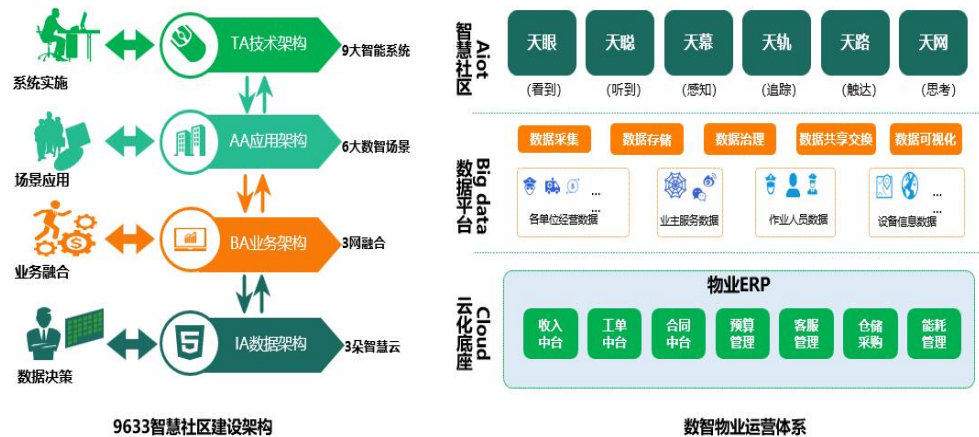 TA技术架构
9大智能系统
系统实施
AA应用架构
6大数智场景
场景应用
BA业务架构
3网融合
业务融合
IA数据架构
3朵智慧云
数据决策
9633智慧社区建设架构
Aiot
智慧社区
天眼
天聪
天幕
天轨
天路
天网
(看到)
(听到)
(感知)
(追踪)
(触达)
(思考)
Big data
数据平台
数据采集
数据存储
数据治理
数据共享交换
数据可视化
...
...
各单位经营数据
业主服务数据
作业人员数据
...
...
设备信息数据
Cloud
云化底座
物业ERP
收入
中台
工单
中台
合同
中台
预算
管理
客服
管理
仓储
采购
能耗
管理
数智物业运营体系